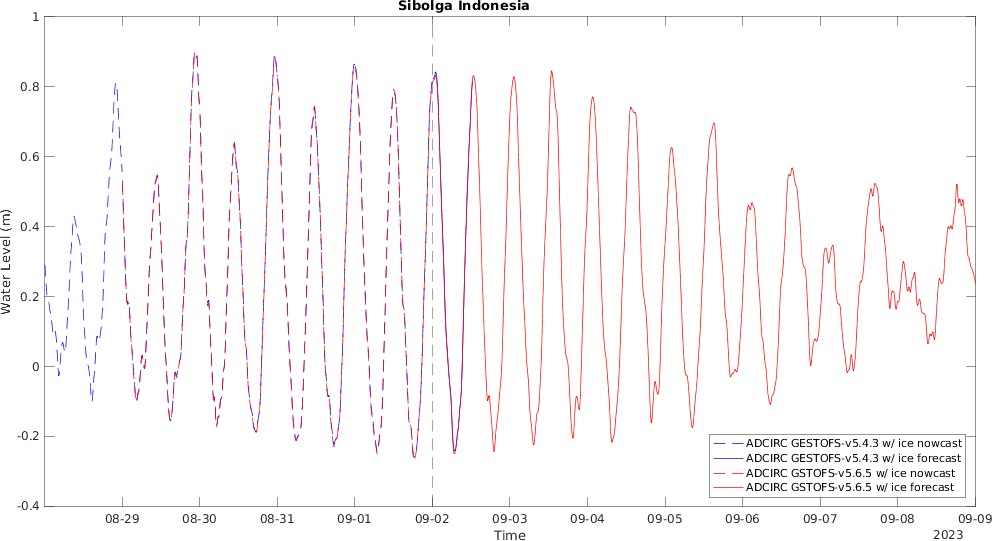 Sibolga Indonesia
1
0.8
0.6
0.4
0.2
0
-0.2
-0.4
Water Level (m)
ADCIRC GESTOFS-v5.4.3 w/ ice nowcast
ADCIRC GESTOFS-v5.4.3 w/ ice forecast
ADCIRC GSTOFS-v5.6.5 w/ ice nowcast
ADCIRC GSTOFS-v5.6.5 w/ ice forecast
08-29 08-30 08-31 09-01 09-02 09-03 09-04 09-05 09-06 09-07 09-08 09-09
Time
2023